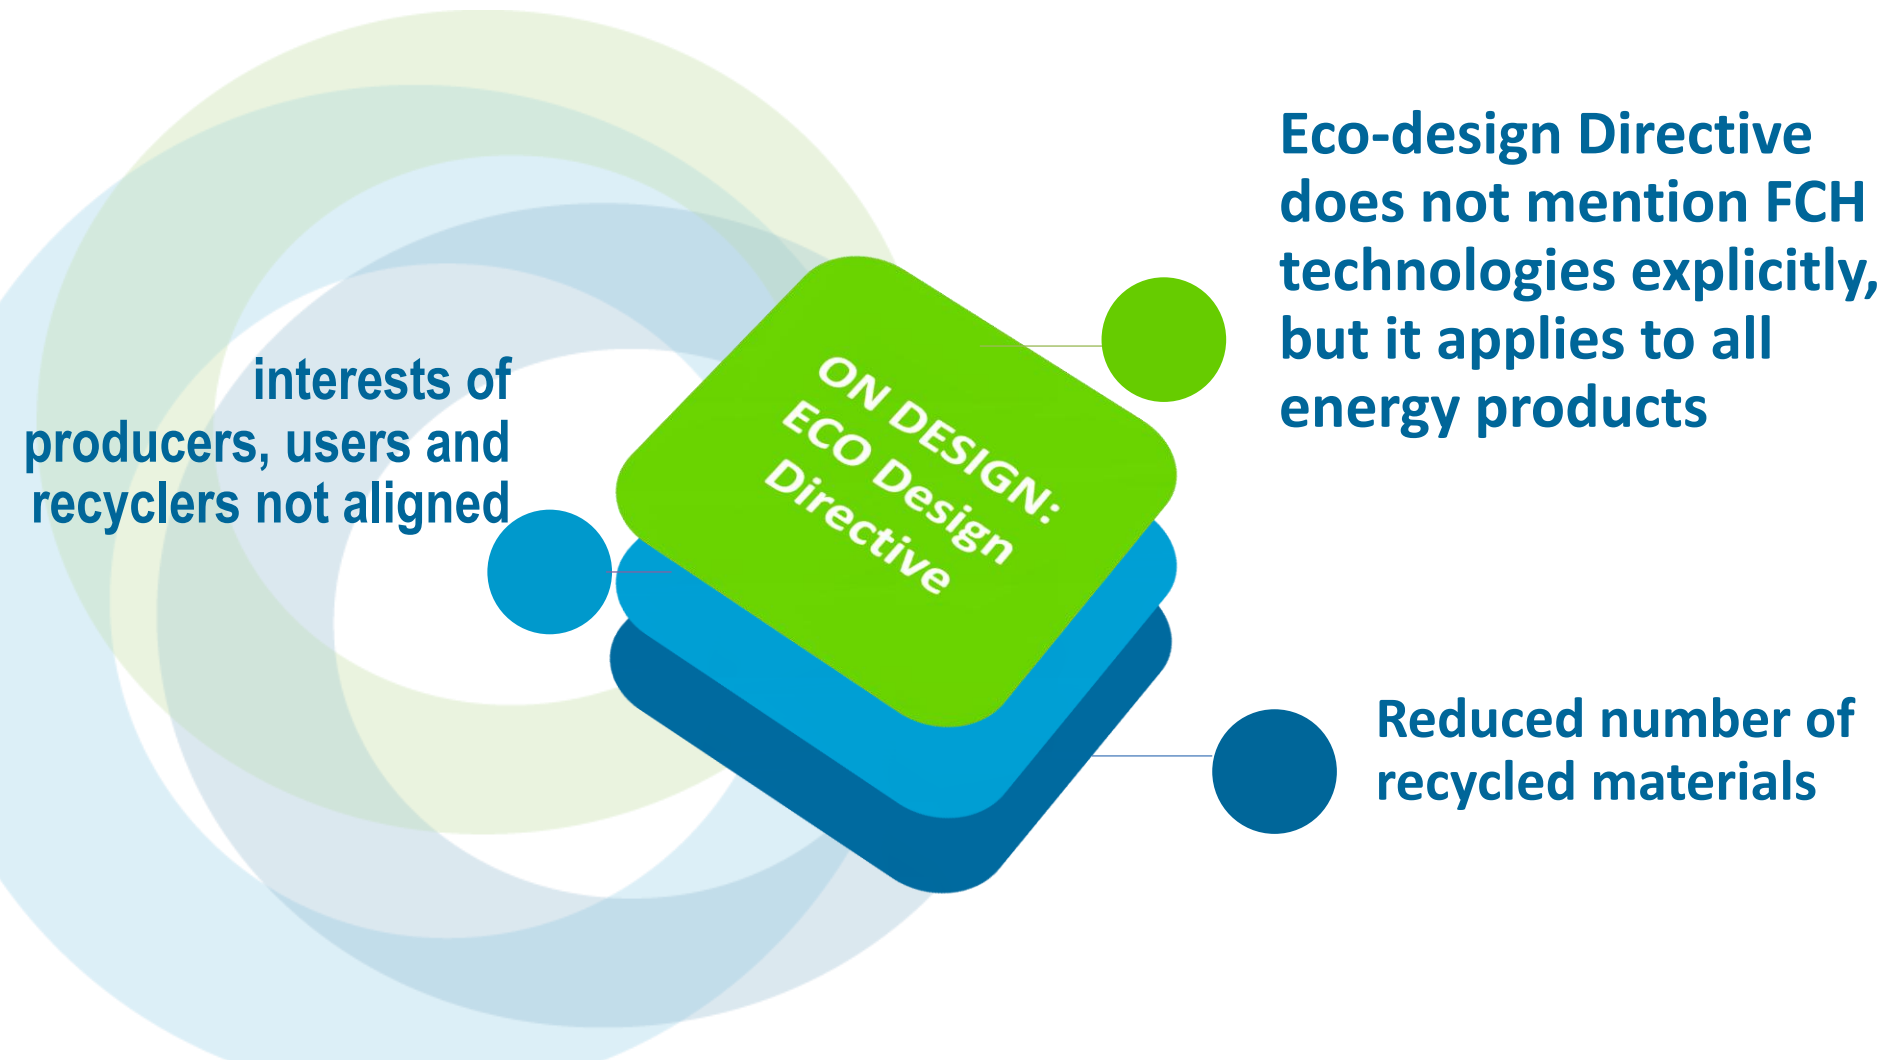 Eco-design Directive
does not mention FCH
technologies explicitly,
but it applies to all
energy products
interests of
producers, users and
recyclers not aligned
ON DESIGN:
ECO Design
Directive
Reduced number of
recycled materials